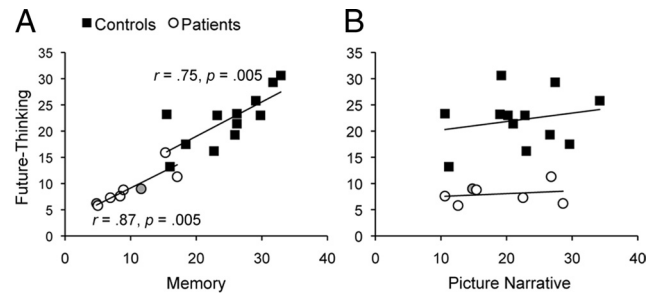 A
B
■ Controls ○ Patients
Future-Thinking
35
30
25
20
15
10
5
0
r = .75, p = .005
r = .87, p = .005
0 10 20 30 40
Memory
35
30
25
20
15
10
5
0
0 10 20 30 40
Picture Narrative